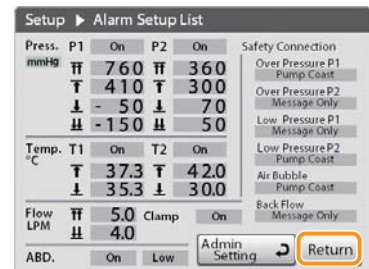 Setup ▶ Alarm Setup List
Press. P1 On P2 On
mmHg 760 360
410 300
- 50 70
-150 50
Temp. T1 On T2 On
°C 37.3 42.0
35.3 30.0
Flow 5.0 Clamp On
LPM 4.0
ABD. On Low
Safety Connection
Over Pressure P1
Pump Coast
Over Pressure P2
Message Only
Low Pressure P1
Message Only
Low Pressure P2
Pump Coast
Air Bubble
Pump Coast
Back Flow
Message Only
Admin
Setting
Return